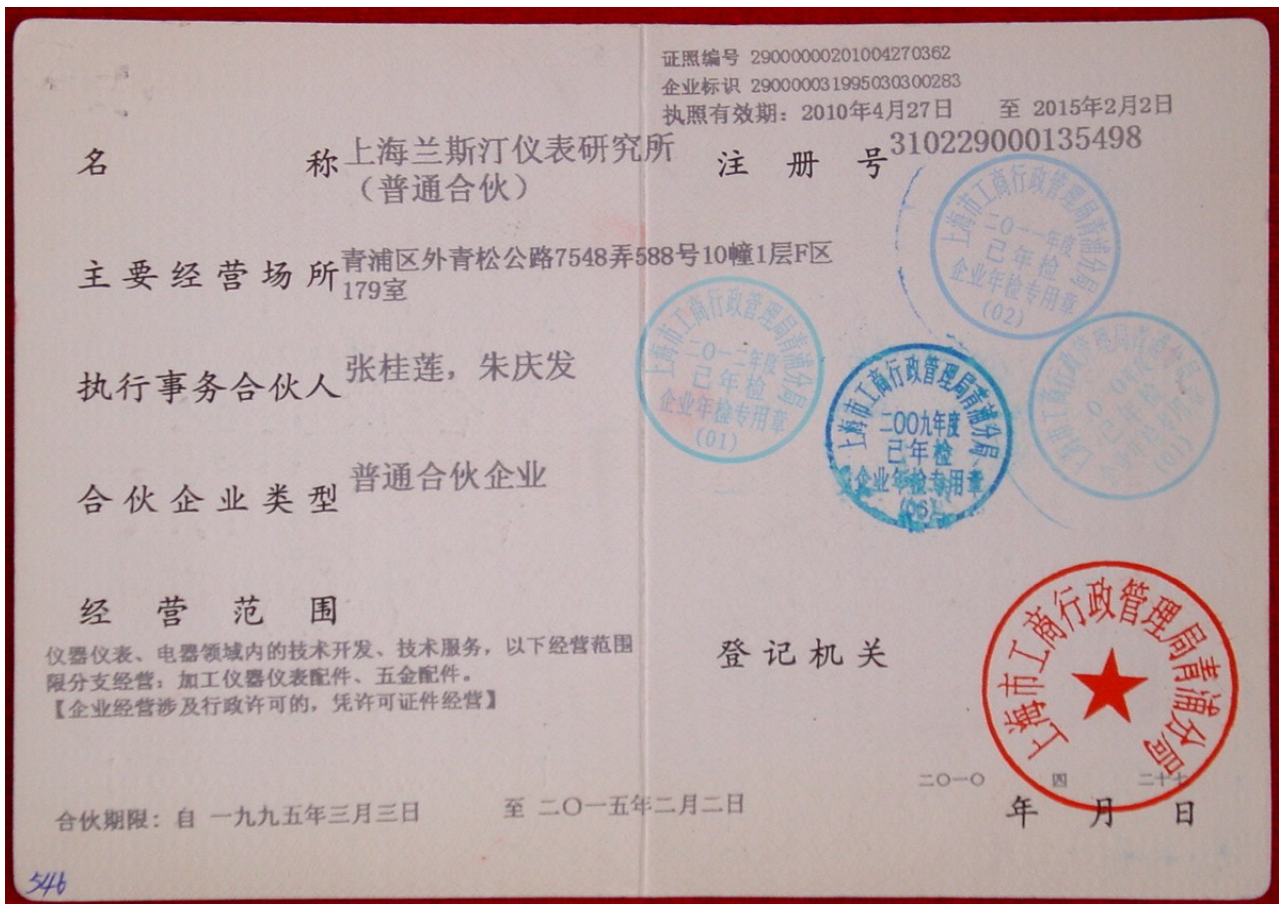 证照编号 29000000201004270362
企业标识 29000003199503030​0283
执照有效期：2010年4月27日 至 2015年2月2日
名称 上海兰斯汀仪表研究所
（普通合伙）
注册号 310229000135498
主要经营场所 青浦区外青松公路7548弄588号10幢1层F区
179室
执行事务合伙人 张桂莲，朱庆发
合伙企业类型 普通合伙企业
经营范围
仪器仪表、电器领域内的技术开发、技术服务，以下经营范围
限分支经营：加工仪器仪表配件、五金配件。
【企业经营涉及行政许可的，凭许可证件经营】
上海市工商行政管理局青浦分局
二〇一一年度
已年检
企业年检专用章
(02)
上海市工商行政管理局青浦分局
二〇一二年度
已年检
企业年检专用章
(01)
上海市工商行政管理局青浦分局
二〇〇九年度
已年检
企业年检专用章
(06)
登记机关
上海市工商行政管理局青浦分局
二〇一〇 四 二十七
年 月 日
合伙期限：自 一九九五年三月三日 至 二〇一五年二月二日
546